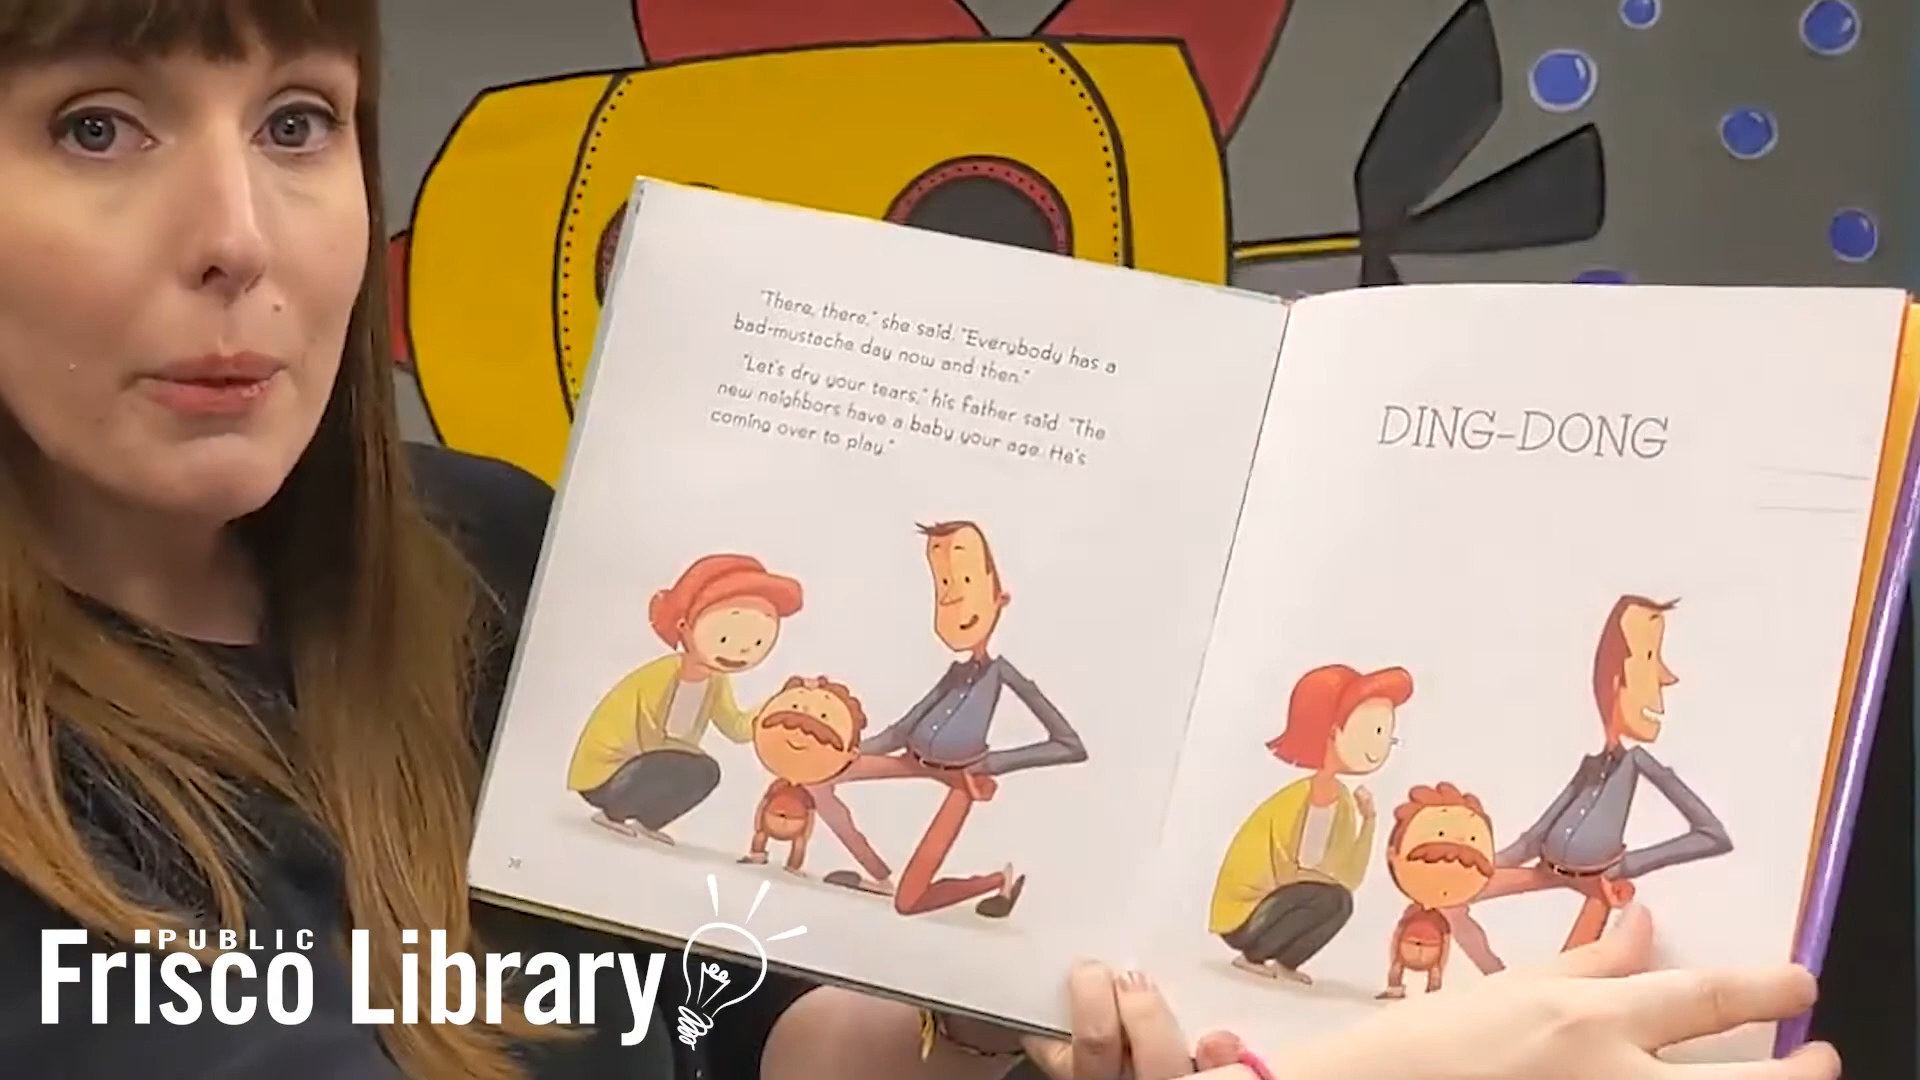 "There, there," she said. "Everybody has a
bad-mustache day now and then."
"Let's dry your tears," his father said. "The
new neighbors have a baby your age. He's
coming over to play."
DING-DONG
26
PUBLIC
Frisco Library